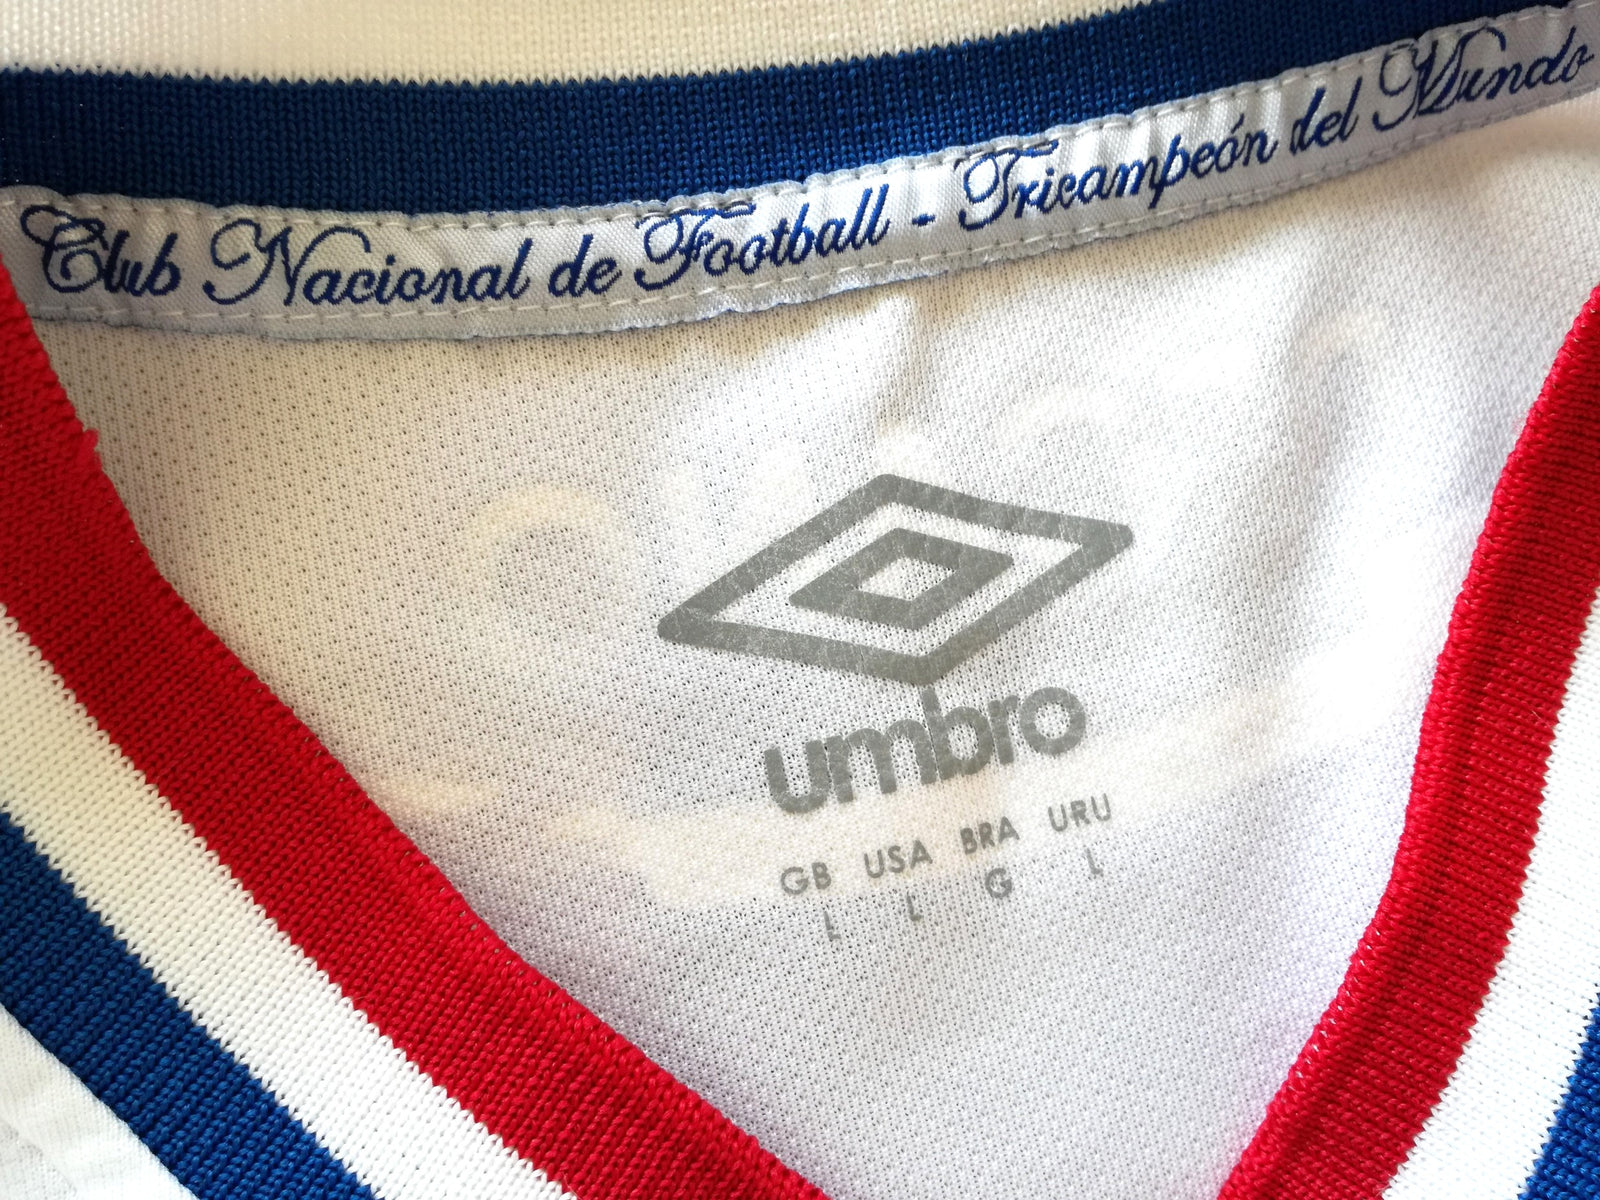 Club Nacional de Football - Tricampeón del Mundo
umbro
GB USA BRA URU
L L G L